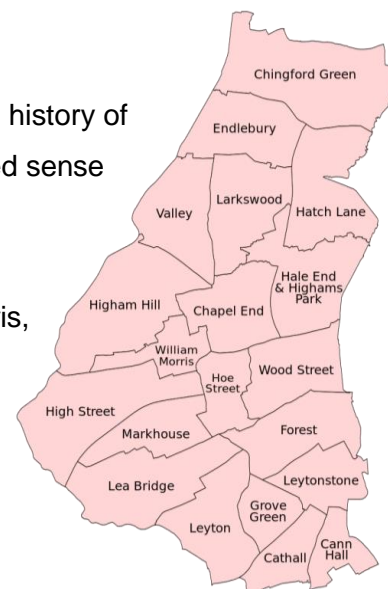 history of
ed sense
is,
Chingford Green
Endlebury
Larkswood
Valley
Hatch Lane
Hale End
& Highams
Park
Higham Hill
Chapel End
William
Morris
Hoe
Street
Wood Street
High Street
Markhouse
Forest
Leytonstone
Lea Bridge
Grove
Green
Leyton
Cann
Hall
Cathall